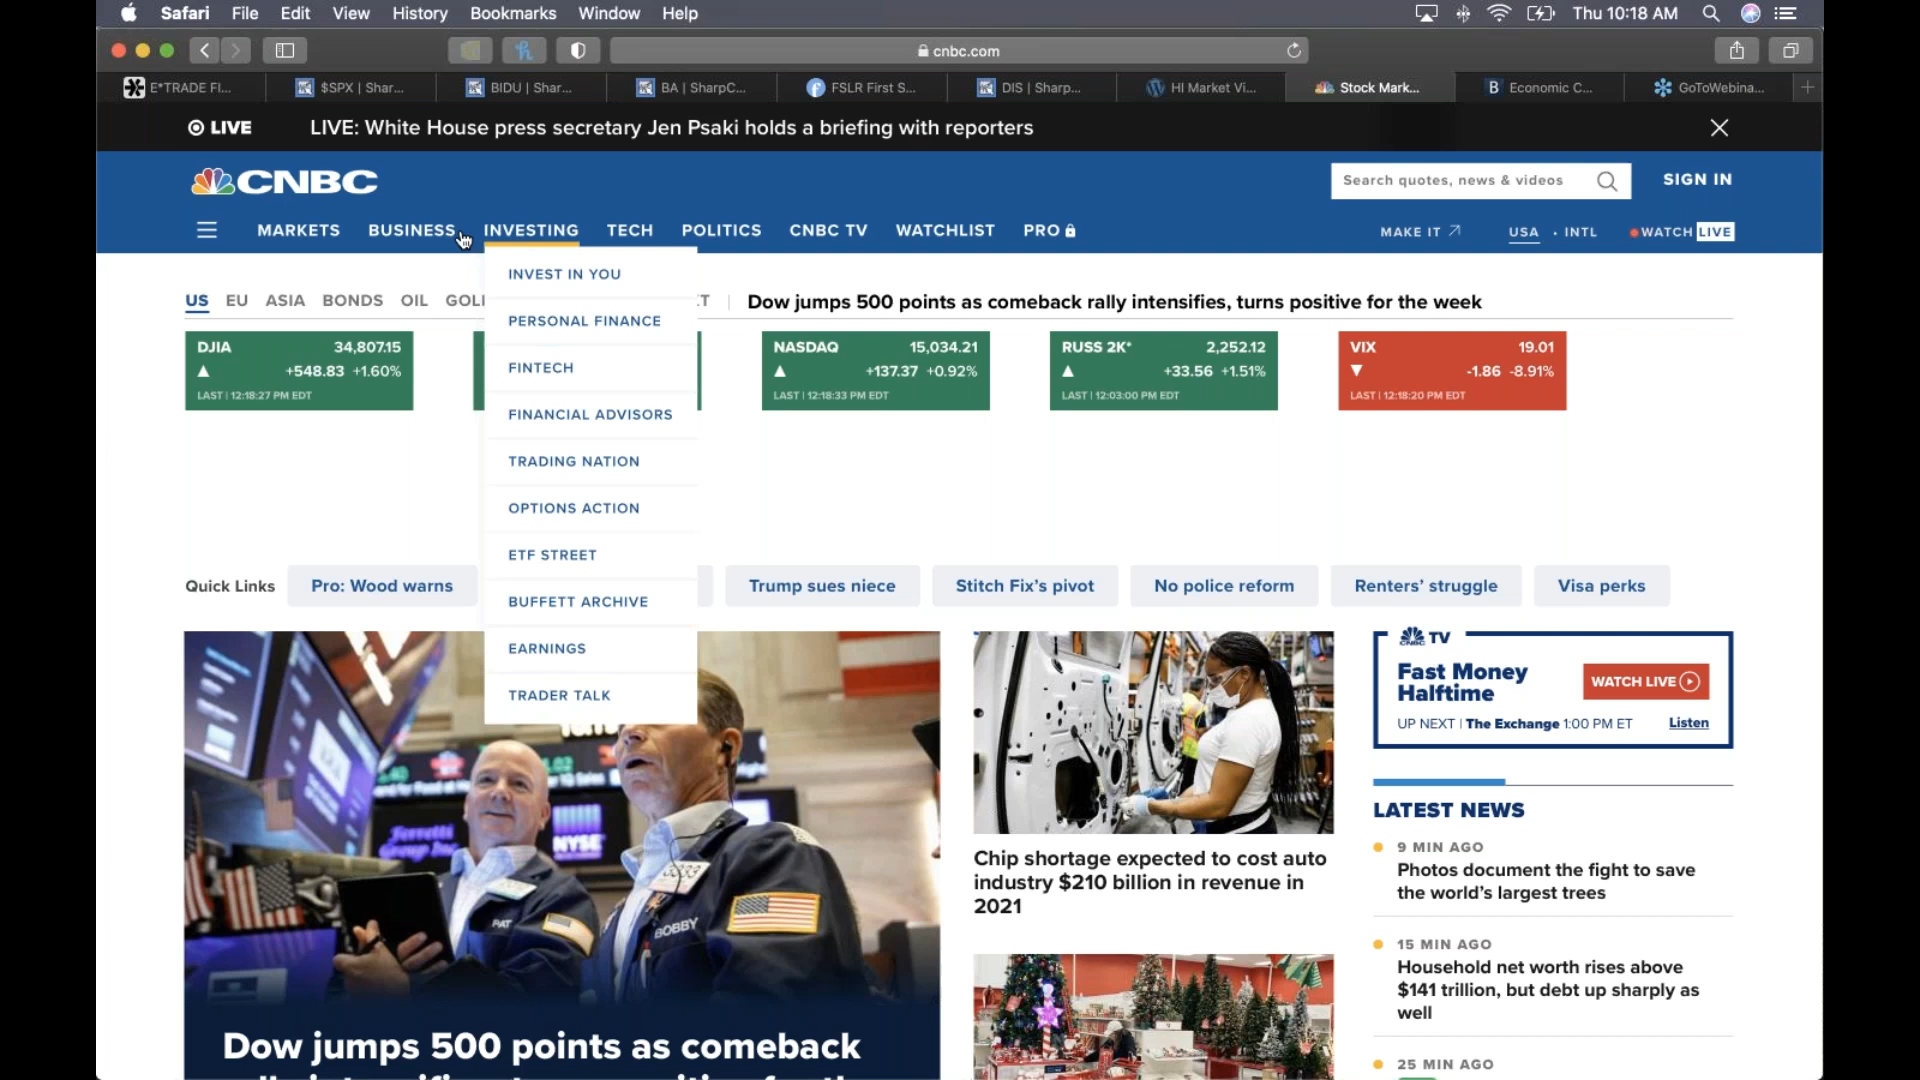 Safari File Edit View History Bookmarks Window Help Thu 10:18 AM
cnbc.com
E*TRADE FI... $SPX | Shar... BIDU | Shar... BA | SharpC... FSLR First S... DIS | Sharp... HI Market Vi... Stock Mark... B Economic C... GoToWebina...
LIVE LIVE: White House press secretary Jen Psaki holds a briefing with reporters
CNBC Search quotes, news & videos SIGN IN
MARKETS BUSINESS INVESTING TECH POLITICS CNBC TV WATCHLIST PRO MAKE IT USA • INTL WATCH LIVE
INVEST IN YOU
PERSONAL FINANCE
FINTECH
FINANCIAL ADVISORS
TRADING NATION
OPTIONS ACTION
ETF STREET
BUFFETT ARCHIVE
EARNINGS
TRADER TALK
US EU ASIA BONDS OIL Dow jumps 500 points as comeback rally intensifies, turns positive for the week
DJIA 34,807.15
+548.83 +1.60%
LAST | 12:18:27 PM EDT
NASDAQ 15,034.21
+137.37 +0.92%
LAST | 12:18:33 PM EDT
RUSS 2K* 2,252.12
+33.56 +1.51%
LAST | 12:03:00 PM EDT
VIX 19.01
-1.86 -8.91%
LAST | 12:18:20 PM EDT
Quick Links Pro: Wood warns Trump sues niece Stitch Fix's pivot No police reform Renters' struggle Visa perks
NYSE
PAT
BOBBY
Dow jumps 500 points as comeback
Chip shortage expected to cost auto
industry $210 billion in revenue in
2021
CNBC TV
Fast Money
Halftime
WATCH LIVE
UP NEXT | The Exchange 1:00 PM ET Listen
LATEST NEWS
9 MIN AGO
Photos document the fight to save
the world's largest trees
15 MIN AGO
Household net worth rises above
$141 trillion, but debt up sharply as
well
25 MIN AGO